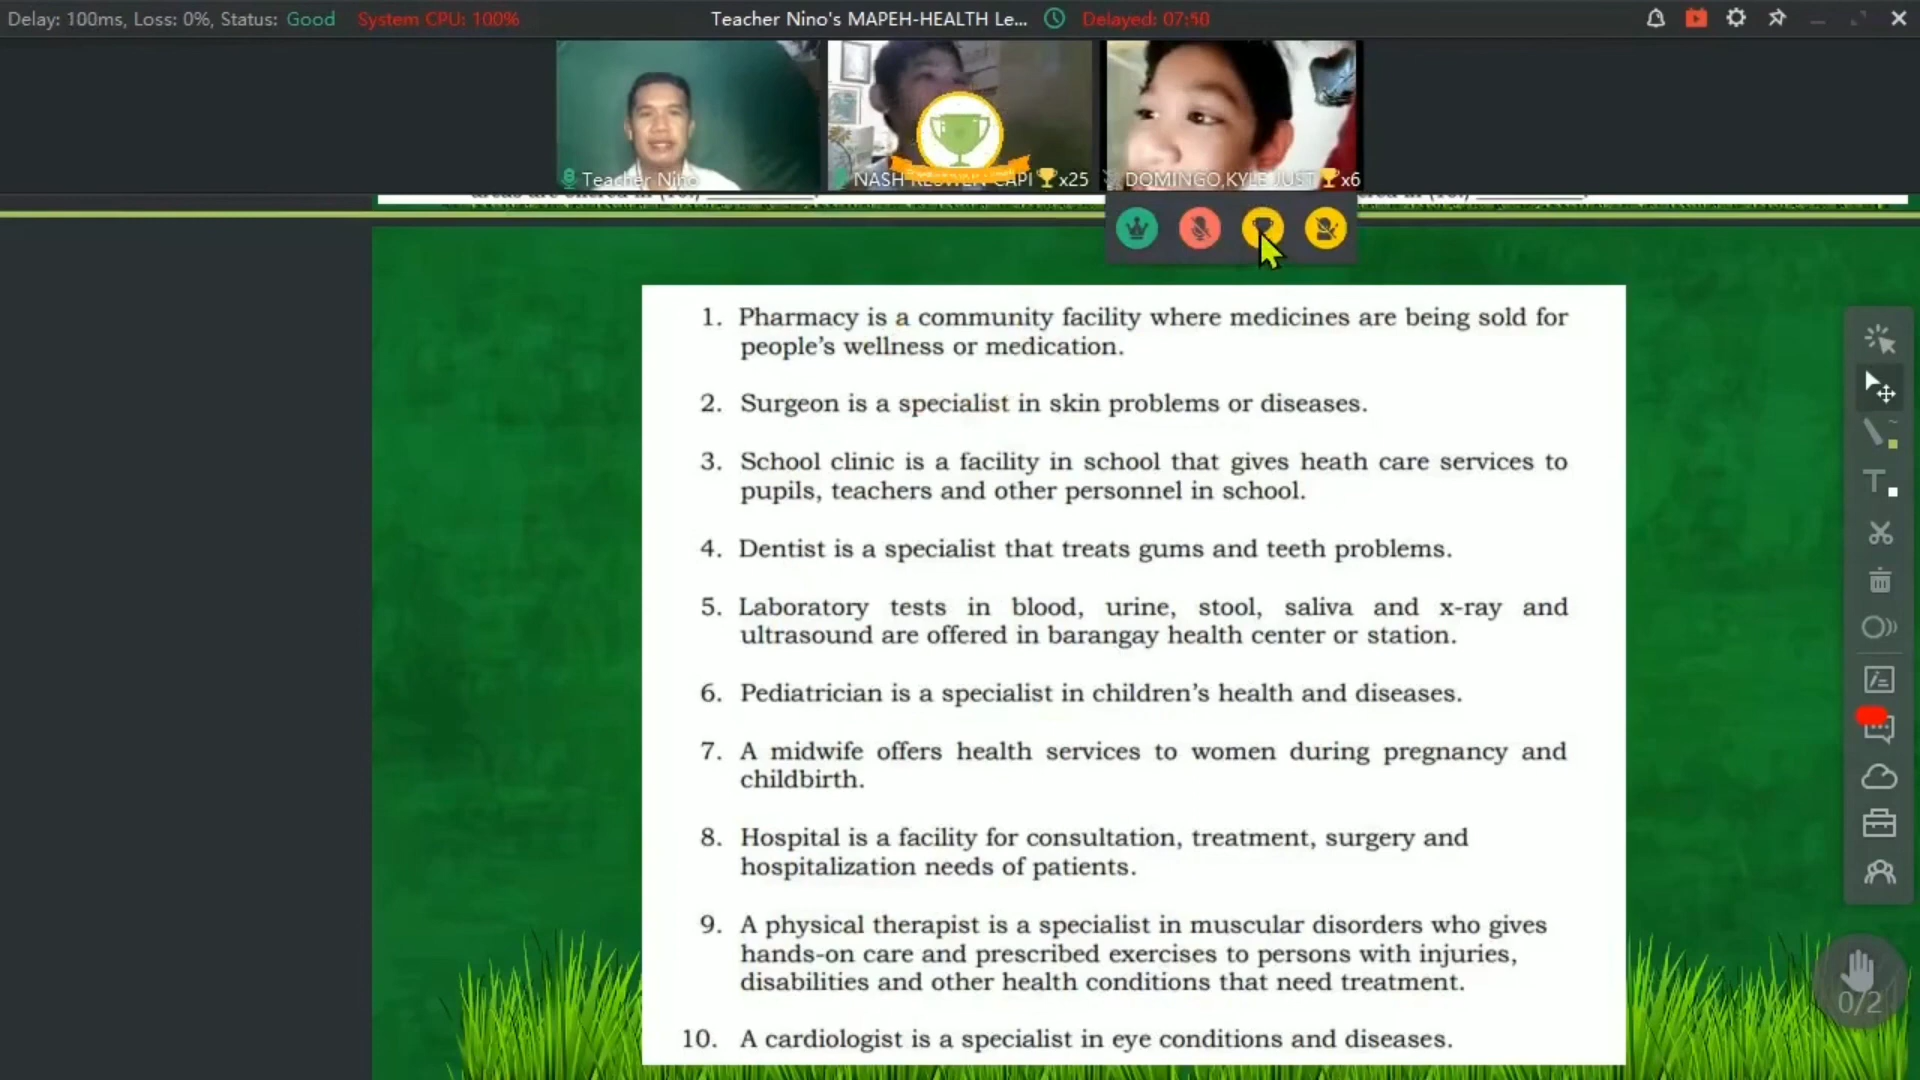 Delay: 100ms, Loss: 0%, Status: Good System CPU: 100% Teacher Nino's MAPEH-HEALTH Le... Delayed: 07:50
Teacher Nino
NASH CAPI x25
DOMINGO,KYLE JUST x6
1. Pharmacy is a community facility where medicines are being sold for
people's wellness or medication.
2. Surgeon is a specialist in skin problems or diseases.
3. School clinic is a facility in school that gives heath care services to
pupils, teachers and other personnel in school.
4. Dentist is a specialist that treats gums and teeth problems.
5. Laboratory tests in blood, urine, stool, saliva and x-ray and
ultrasound are offered in barangay health center or station.
6. Pediatrician is a specialist in children's health and diseases.
7. A midwife offers health services to women during pregnancy and
childbirth.
8. Hospital is a facility for consultation, treatment, surgery and
hospitalization needs of patients.
9. A physical therapist is a specialist in muscular disorders who gives
hands-on care and prescribed exercises to persons with injuries,
disabilities and other health conditions that need treatment.
10. A cardiologist is a specialist in eye conditions and diseases.
0/2